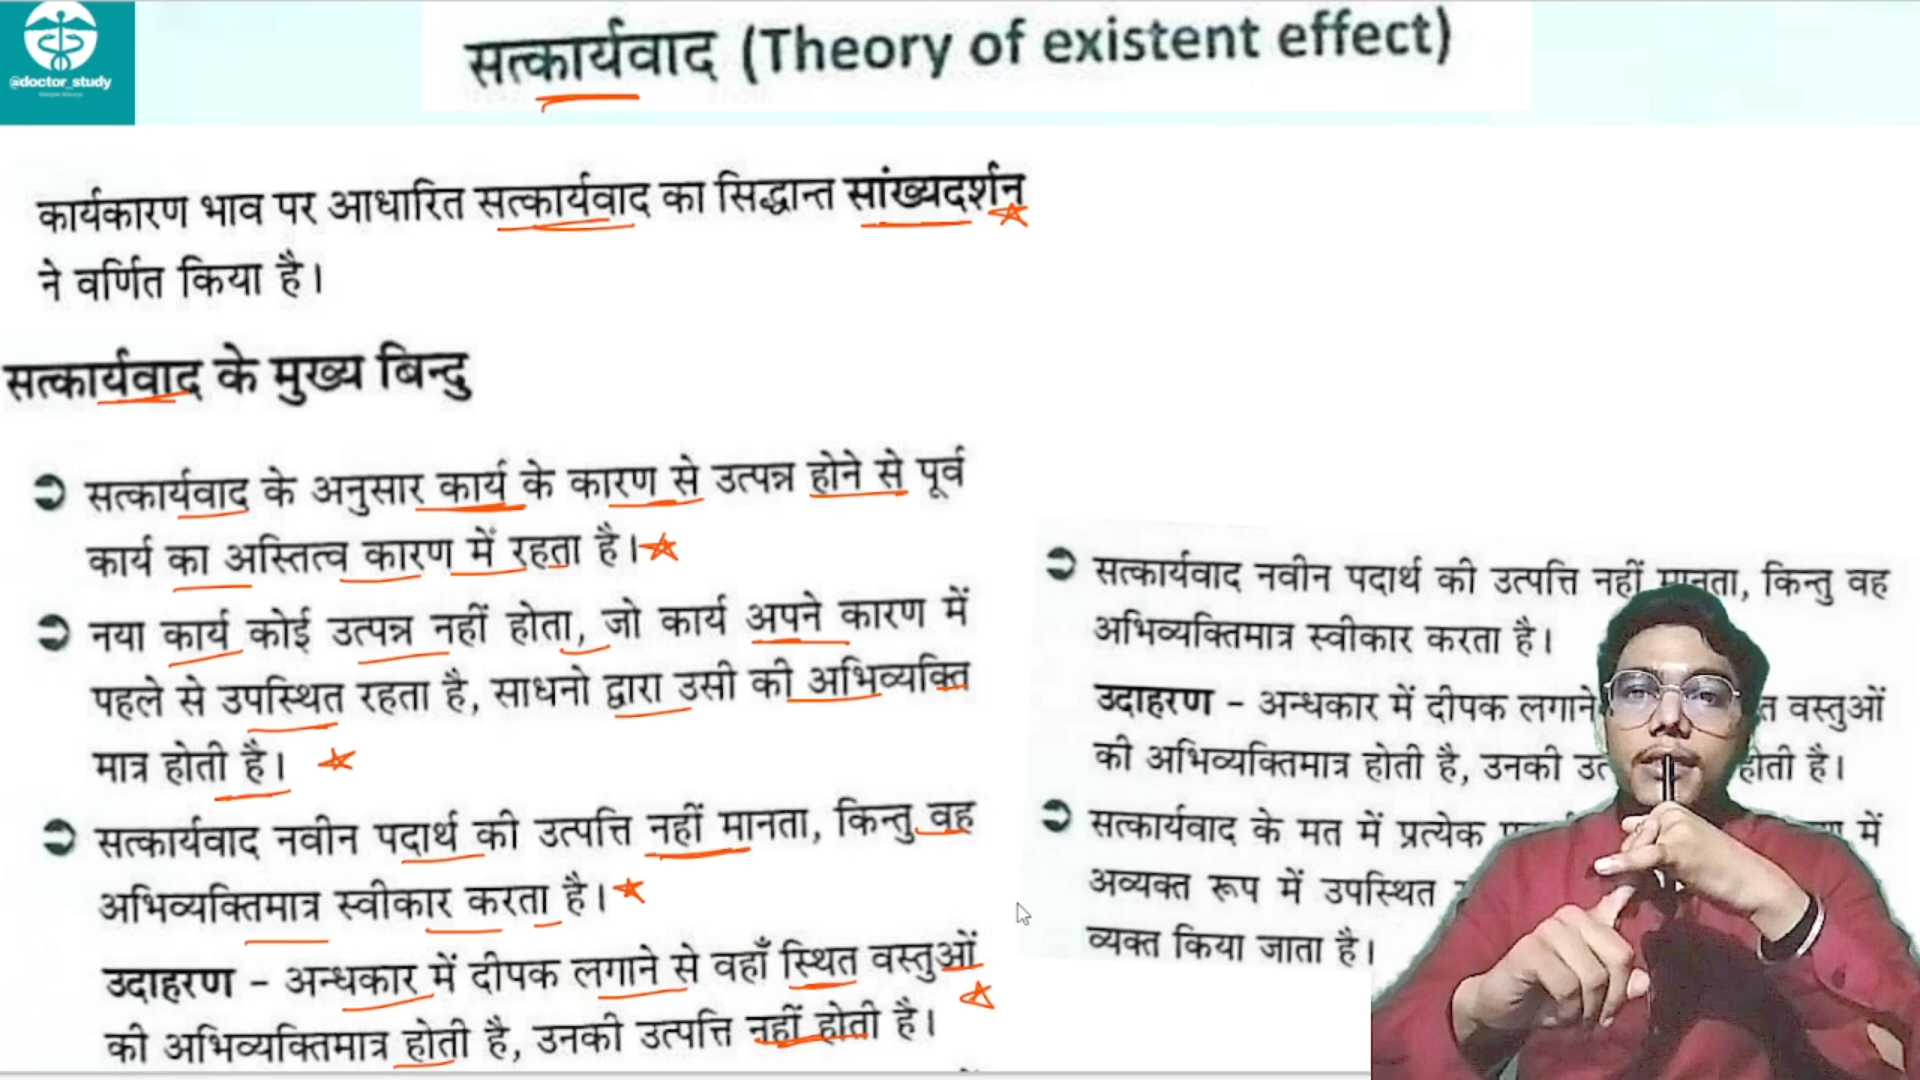 @doctor_study
सत्कार्यवाद (Theory of existent effect)
कार्यकारण भाव पर आधारित सत्कार्यवाद का सिद्धान्त सांख्यदर्शन
ने वर्णित किया है।
सत्कार्यवाद के मुख्य बिन्दु
सत्कार्यवाद के अनुसार कार्य के कारण से उत्पन्न होने से पूर्व
कार्य का अस्तित्व कारण में रहता है।
नया कार्य कोई उत्पन्न नहीं होता, जो कार्य अपने कारण में
पहले से उपस्थित रहता है, साधनो द्वारा उसी की अभिव्यक्ति
मात्र होती है।
सत्कार्यवाद नवीन पदार्थ की उत्पत्ति नहीं मानता, किन्तु वह
अभिव्यक्तिमात्र स्वीकार करता है।
उदाहरण – अन्धकार में दीपक लगाने से वहाँ स्थित वस्तुओं
की अभिव्यक्तिमात्र होती है, उनकी उत्पत्ति नहीं होती है।
सत्कार्यवाद नवीन पदार्थ की उत्पत्ति नहीं मानता, किन्तु वह
अभिव्यक्तिमात्र स्वीकार करता है।
उदाहरण – अन्धकार में दीपक लगाने वस्तुओं
की अभिव्यक्तिमात्र होती है, उनकी होती है।
सत्कार्यवाद के मत में प्रत्येक में
अव्यक्त रूप में उपस्थित
व्यक्त किया जाता है।